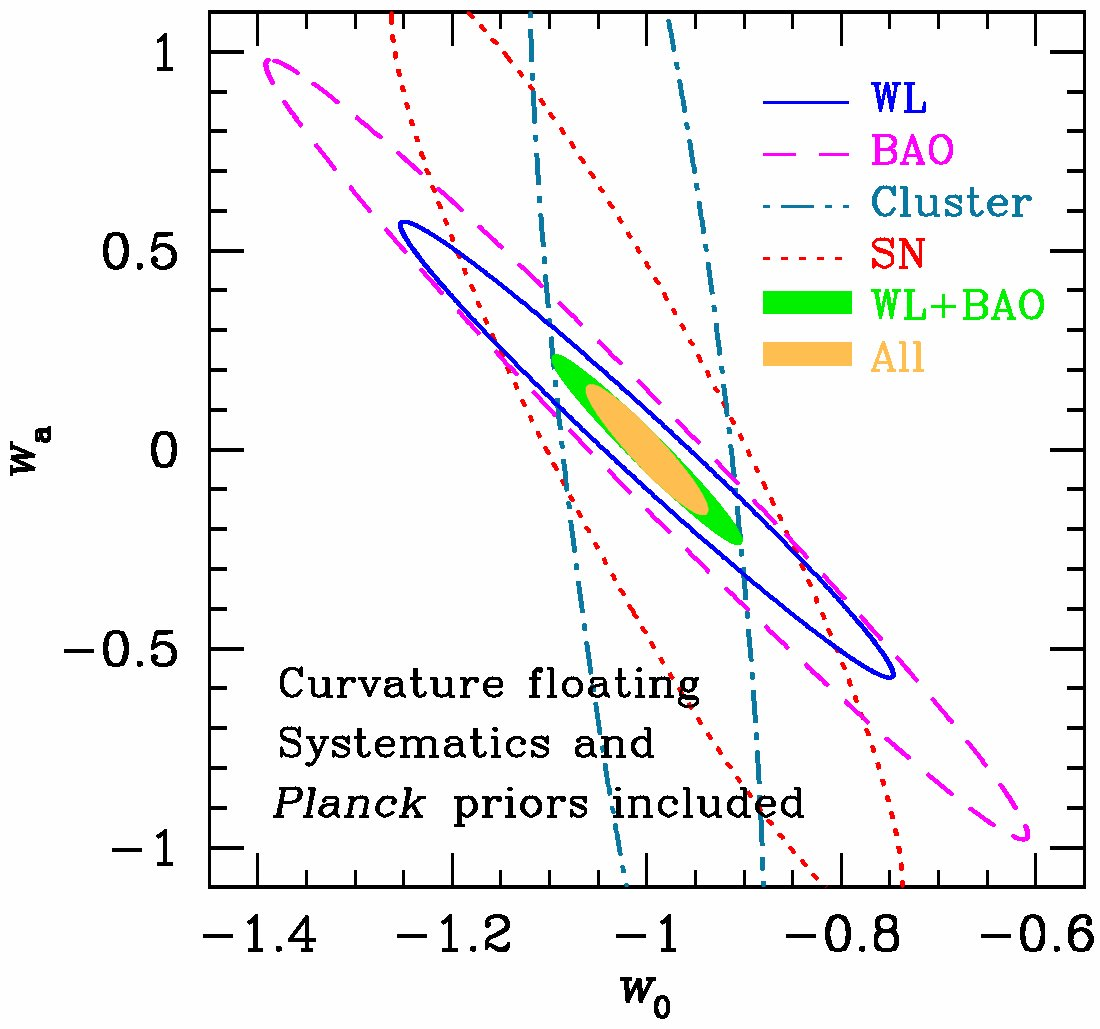 1
0.5
0
−0.5
−1
w_a
WL
BAO
Cluster
SN
WL+BAO
All
Curvature floating
Systematics and
Planck priors included
−1.4 −1.2 −1 −0.8 −0.6
w_0